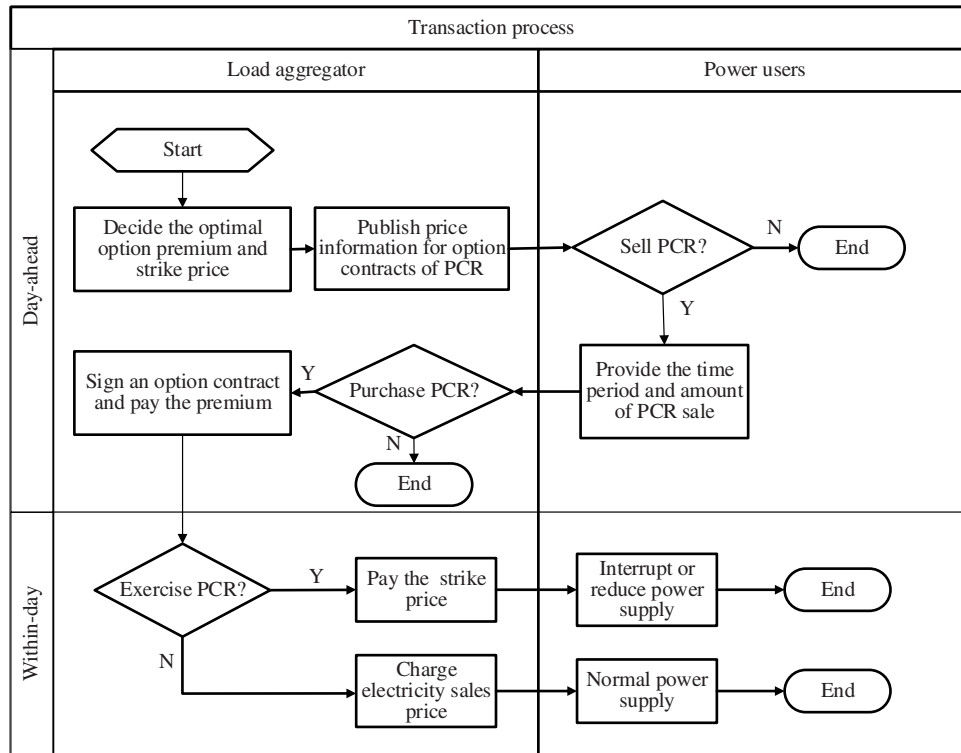 Transaction process
Load aggregator
Power users
Day-ahead
Start
Decide the optimal
option premium and
strike price
Publish price
information for option
contracts of PCR
Sell PCR?
N
End
Y
Provide the time
period and amount
of PCR sale
Purchase PCR?
Y
Sign an option contract
and pay the premium
N
End
Within-day
Exercise PCR?
Y
Pay the strike
price
Interrupt or
reduce power
supply
End
N
Charge
electricity sales
price
Normal power
supply
End